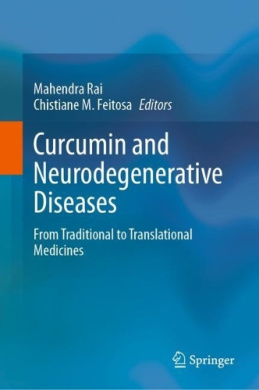 Mahendra Rai
Chistiane M. Feitosa Editors
Curcumin and
Neurodegenerative
Diseases
From Traditional to Translational
Medicines
Springer